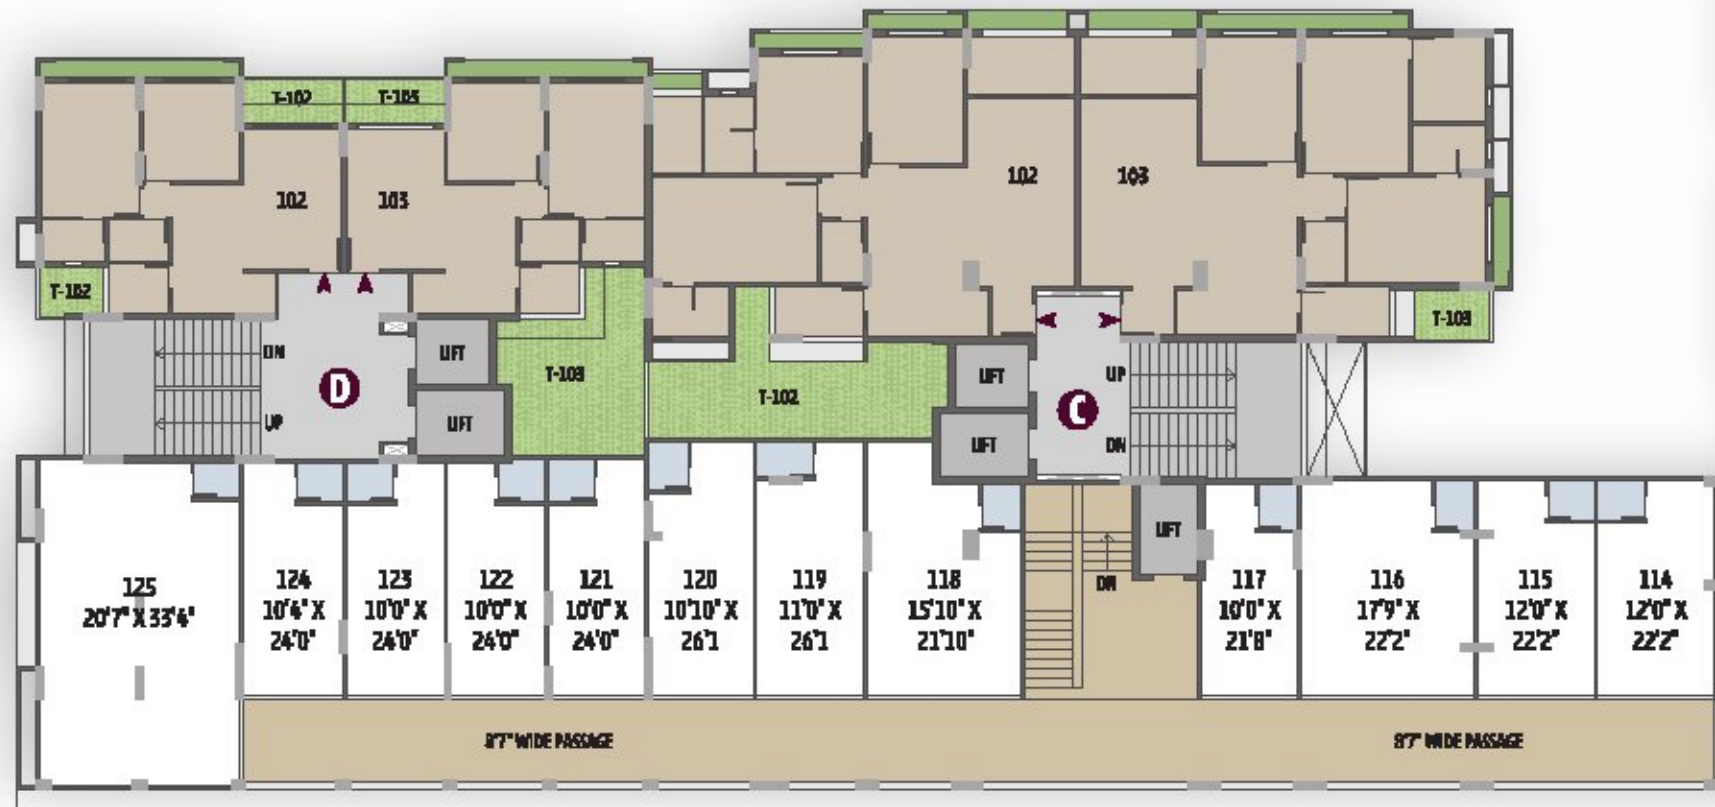 T-102
T-103
102
103
102
103
T-102
T-103
DN
UP
D
LIFT
LIFT
T-103
T-102
LIFT
LIFT
C
UP
DN
125
20'7" X 33'4"
124
10'4" X
24'0"
123
10'0" X
24'0"
122
10'0" X
24'0"
121
10'0" X
24'0"
120
10'10" X
26'1
119
11'0" X
26'1
118
15'10" X
21'10"
DN
LIFT
117
10'0" X
21'8"
116
17'9" X
22'2"
115
12'0" X
22'2"
114
12'0" X
22'2"
8'7" WIDE PASSAGE
8'7" WIDE PASSAGE